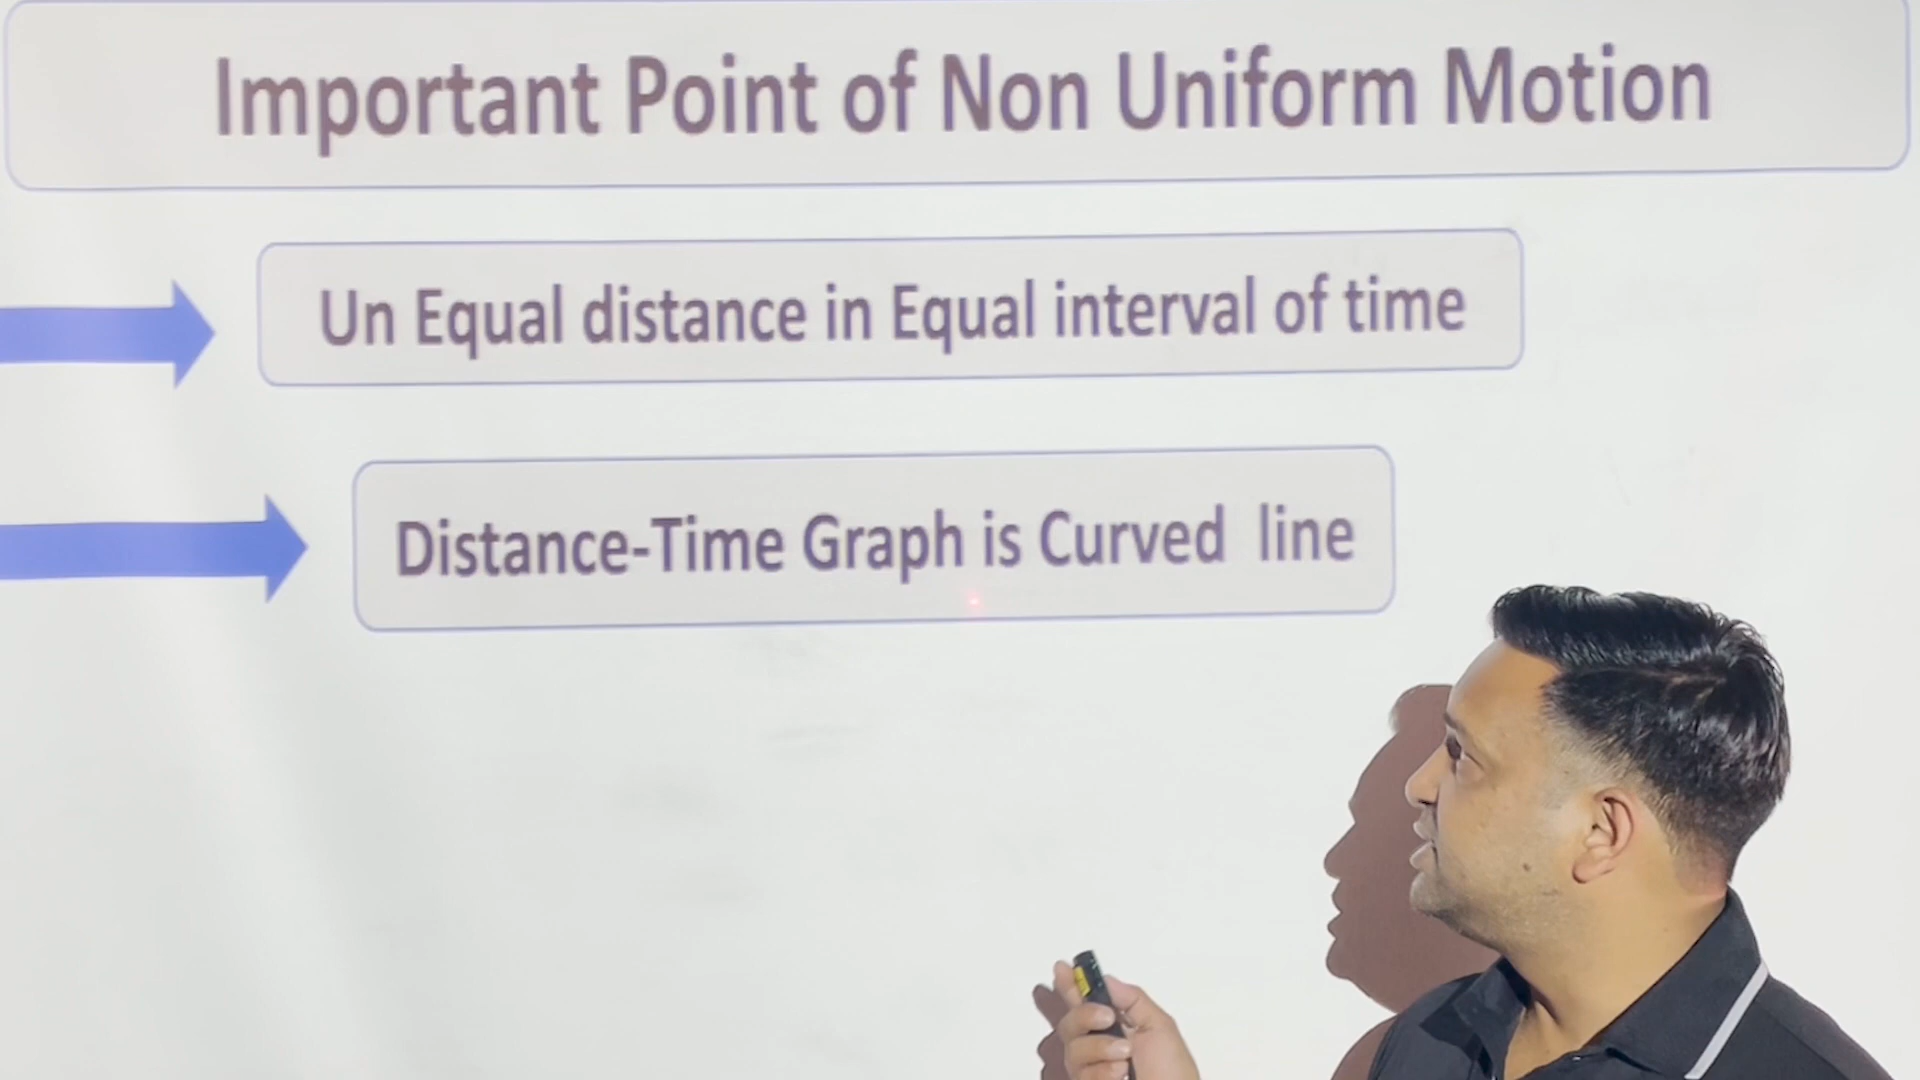 Important Point of Non Uniform Motion
Un Equal distance in Equal interval of time
Distance-Time Graph is Curved line